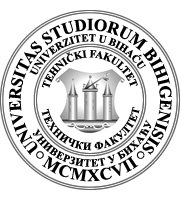 UNIVERSITAS STUDIORUM BIHIGENSIS
MCMXCVII
UNIVERZITET U BIHAĆU
TEHNIČKI FAKULTET
ТЕХНИЧКИ ФАКУЛТЕТ
УНИВЕРЗИТЕТ У БИХАЋУ